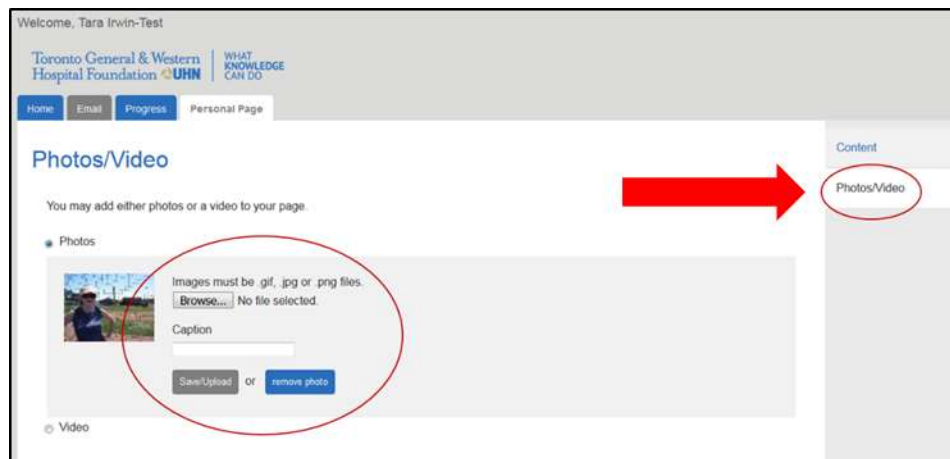 Welcome, Tara Irwin-Test
Toronto General & Western
Hospital Foundation UHN
WHAT
KNOWLEDGE
CAN DO
Home Email Progress Personal Page
Photos/Video
Content
Photos/Video
You may add either photos or a video to your page.
Photos
Images must be .gif, .jpg or .png files.
Browse... No file selected.
Caption
Save/Upload or remove photo
Video